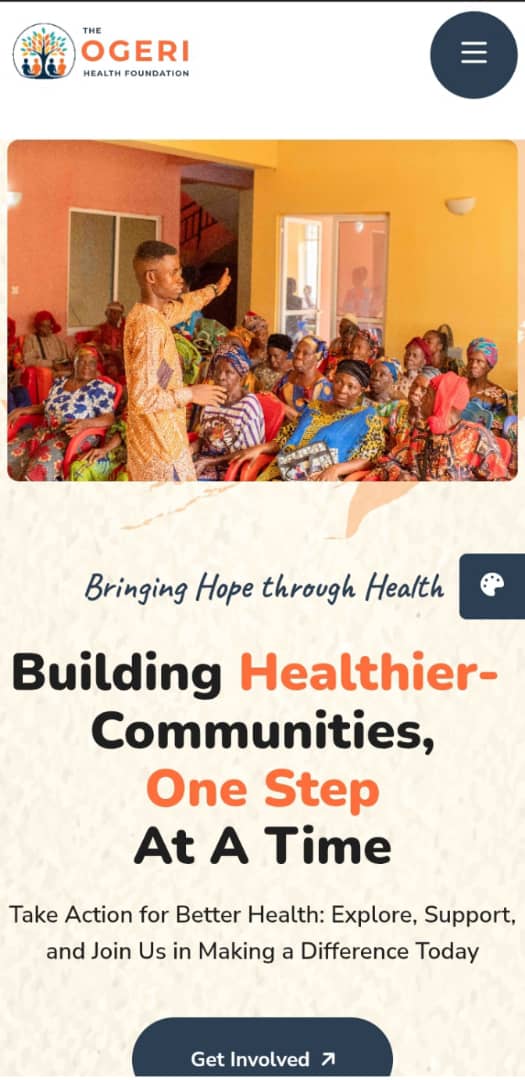 THE
OGERI
HEALTH FOUNDATION
Bringing Hope through Health
Building Healthier-
Communities,
One Step
At A Time
Take Action for Better Health: Explore, Support,
and Join Us in Making a Difference Today
Get Involved